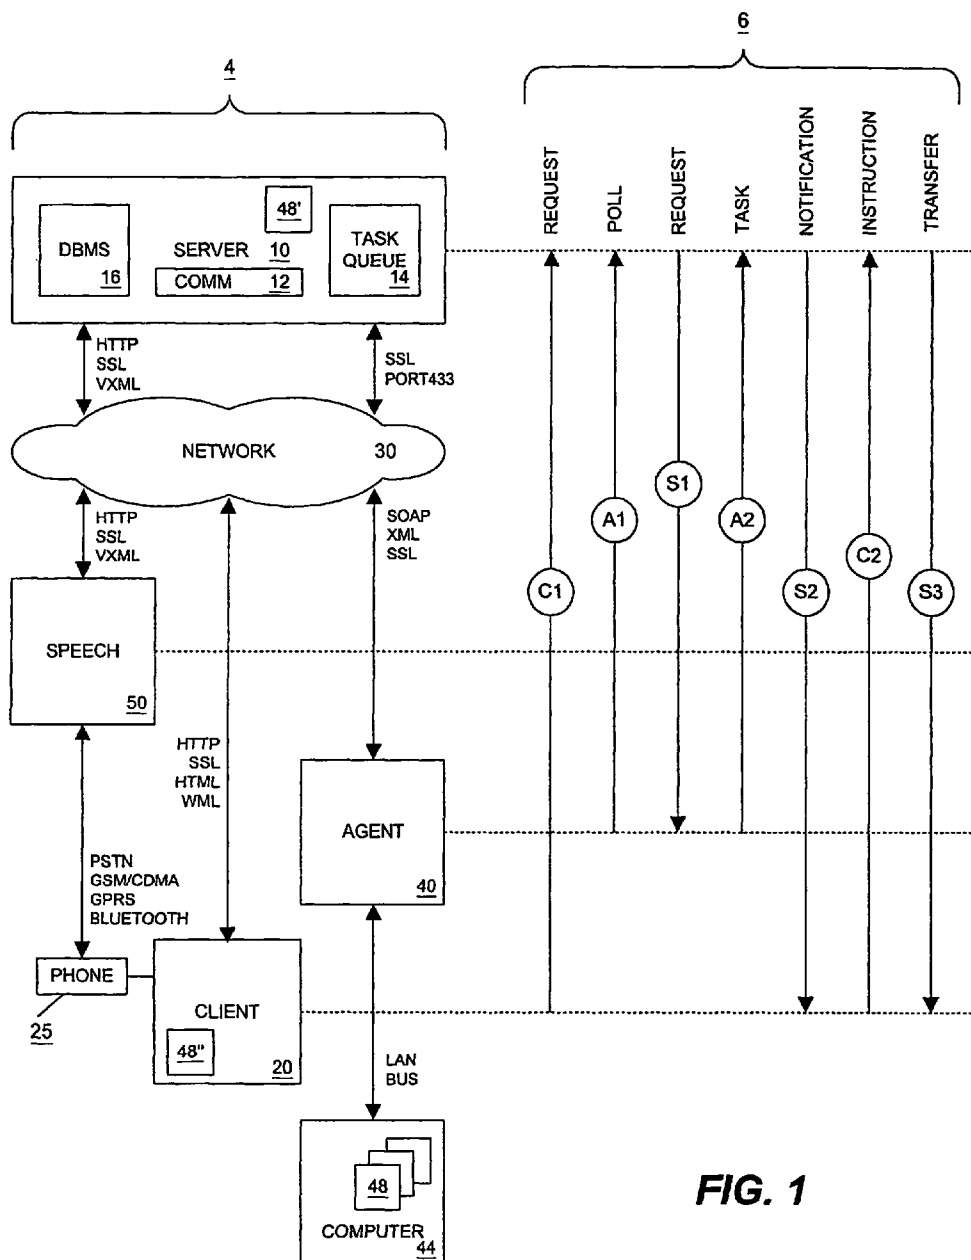 4
6
REQUEST
POLL
REQUEST
TASK
NOTIFICATION
INSTRUCTION
TRANSFER
48'
DBMS
16
SERVER 10
COMM 12
TASK
QUEUE
14
HTTP
SSL
VXML
SSL
PORT433
NETWORK 30
HTTP
SSL
VXML
SOAP
XML
SSL
S1
A1
A2
C2
C1
S2
S3
SPEECH
50
HTTP
SSL
HTML
WML
AGENT
40
PSTN
GSM/CDMA
GPRS
BLUETOOTH
PHONE
25
CLIENT
48"
20
LAN
BUS
48
COMPUTER
44
FIG. 1